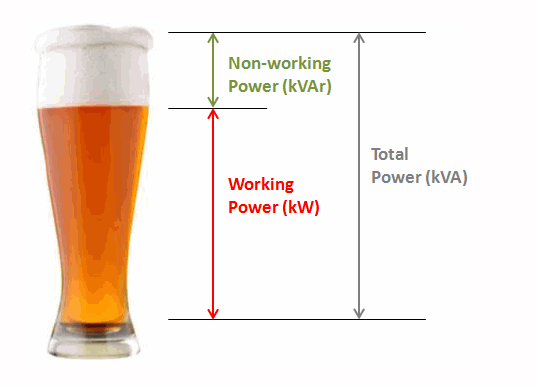 Non-working
Power (kVAr)
Total
Power (kVA)
Working
Power (kW)